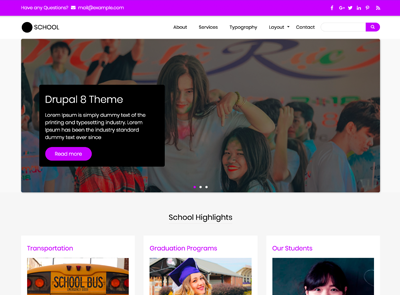 Have any Questions? mail@example.com
SCHOOL
About Services Typography Layout Contact
Drupal 8 Theme
Lorem ipsum is simply dummy text of the
printing and typesetting industry. Lorem
Ipsum has been the industry standard
dummy text ever since
Read more
School Highlights
Transportation Graduation Programs Our Students
SCHOOL BUS